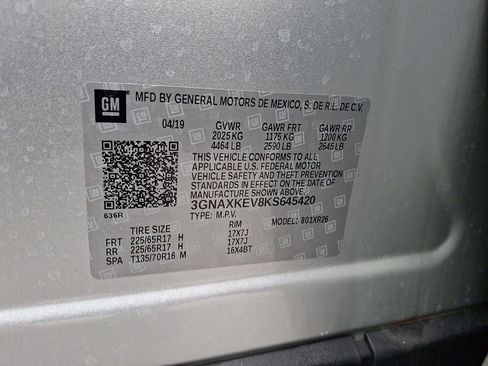 GM MFD BY GENERAL MOTORS DE MEXICO, S. DE R.L. DE C.V.
04/19 GVWR GAWR FRT GAWR RR
2025 KG 1175 KG 1200 KG
4464 LB 2590 LB 2645 LB
THIS VEHICLE CONFORMS TO ALL
APPLICABLE U.S. FEDERAL MOTOR
VEHICLE SAFETY STANDARDS IN
EFFECT ON THE DATE OF MANUFACTURE
SHOWN ABOVE.
3GNAXKEV8KS645420
636R TYPE: M.P.V. MODEL: 801XR26
TIRE SIZE RIM
FRT 225/65R17 H 17X7J
RR 225/65R17 H 17X7J
SPA T135/70R16 M 16X4BT